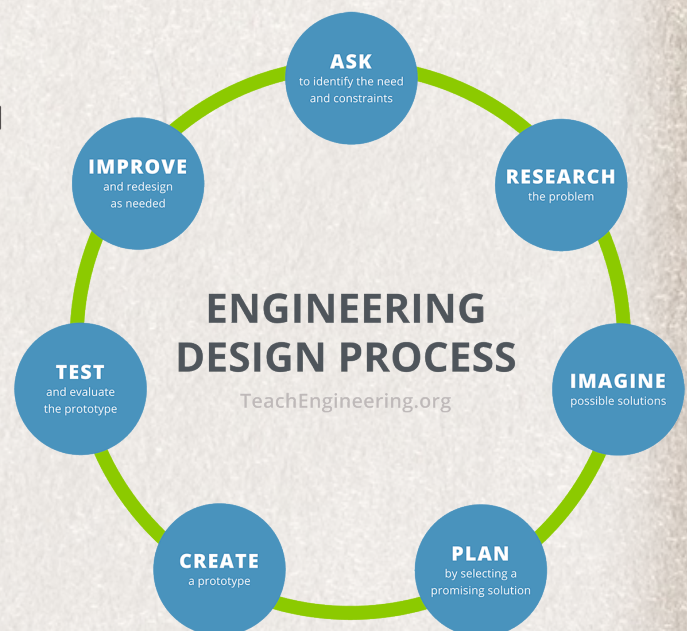 ASK
to identify the need
and constraints
RESEARCH
the problem
IMAGINE
possible solutions
PLAN
by selecting a
promising solution
CREATE
a prototype
TEST
and evaluate
the prototype
IMPROVE
and redesign
as needed
ENGINEERING
DESIGN PROCESS
TeachEngineering.org